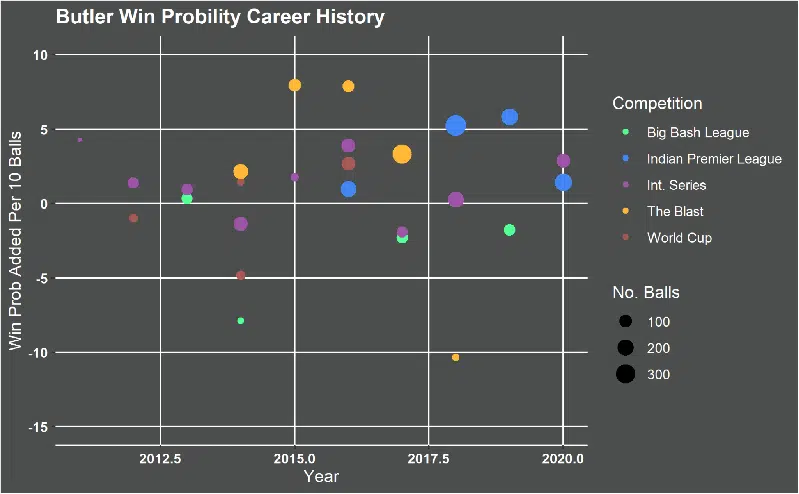 Butler Win Probility Career History
Win Prob Added Per 10 Balls
10
5
0
-5
-10
-15
2012.5
2015.0
2017.5
2020.0
Year
Competition
Big Bash League
Indian Premier League
Int. Series
The Blast
World Cup
No. Balls
100
200
300